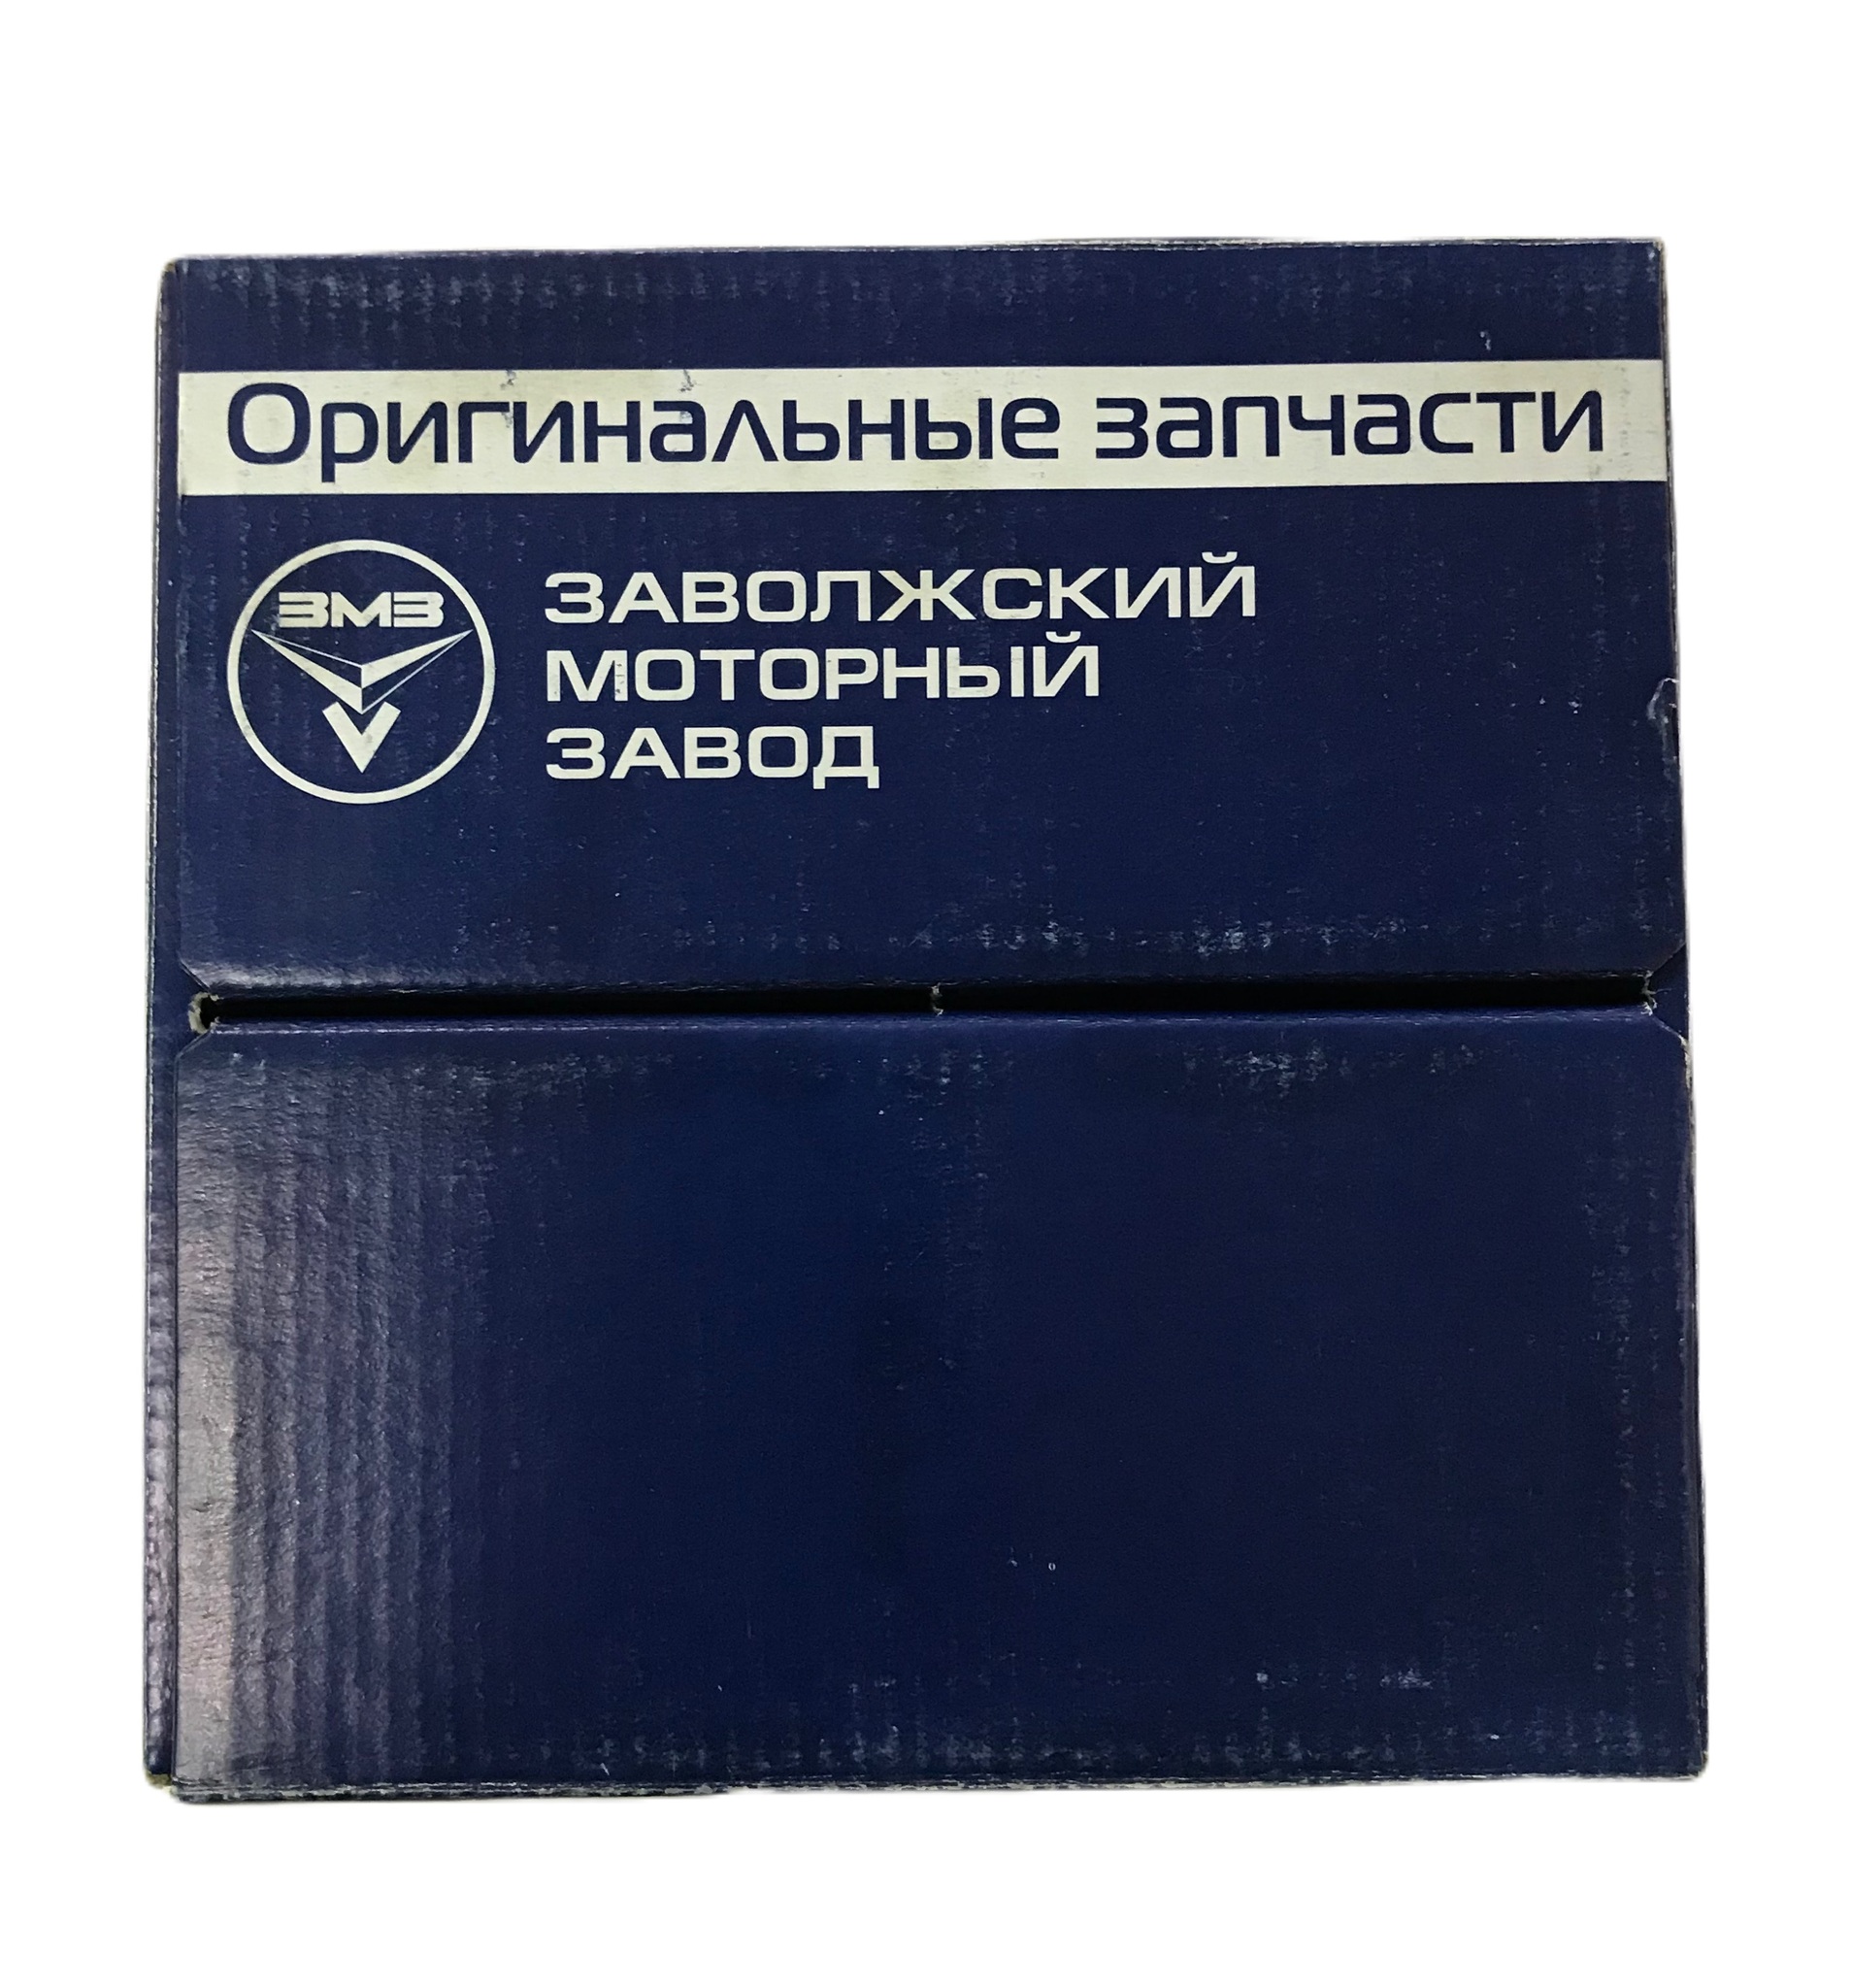 Оригинальные запчасти
ЗМЗ
ЗАВОЛЖСКИЙ
МОТОРНЫЙ
ЗАВОД